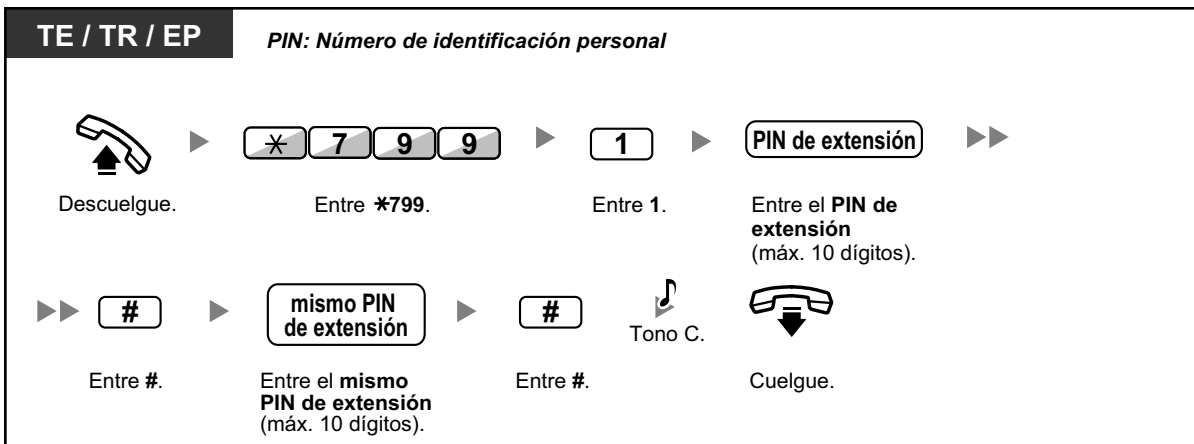 TE / TR / EP
PIN: Número de identificación personal
* 7 9 9
1
PIN de extensión
Descuelgue.
Entre *799.
Entre 1.
Entre el PIN de
extensión
(máx. 10 dígitos).
#
mismo PIN
de extensión
#
Tono C.
Entre #.
Entre el mismo
PIN de extensión
(máx. 10 dígitos).
Entre #.
Cuelgue.